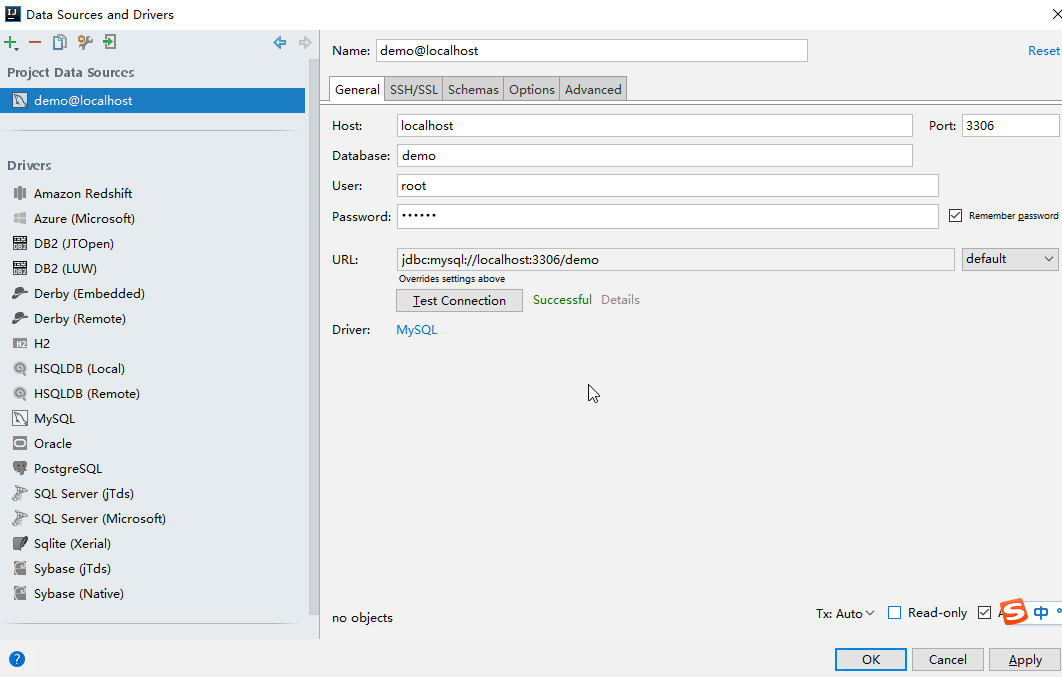 Data Sources and Drivers
Project Data Sources
demo@localhost
Drivers
Amazon Redshift
Azure (Microsoft)
DB2 (JTOpen)
DB2 (LUW)
Derby (Embedded)
Derby (Remote)
H2
HSQLDB (Local)
HSQLDB (Remote)
MySQL
Oracle
PostgreSQL
SQL Server (jTds)
SQL Server (Microsoft)
Sqlite (Xerial)
Sybase (jTds)
Sybase (Native)
Name: demo@localhost Reset
General SSH/SSL Schemas Options Advanced
Host: localhost Port: 3306
Database: demo
User: root
Password: •••••• Remember password
URL: jdbc:mysql://localhost:3306/demo default
Overrides settings above
Test Connection Successful Details
Driver: MySQL
no objects Tx: Auto Read-only 中
OK Cancel Apply